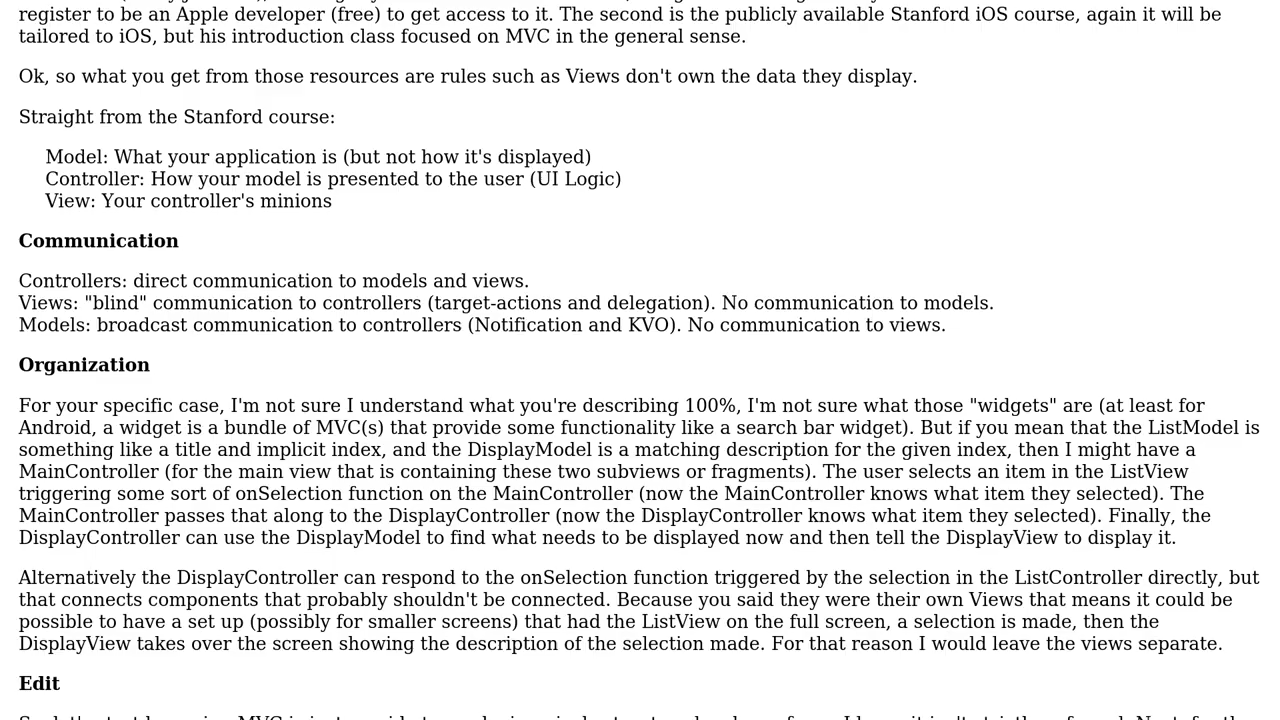 register to be an Apple developer (free) to get access to it. The second is the publicly available Stanford iOS course, again it will be
tailored to iOS, but his introduction class focused on MVC in the general sense.
Ok, so what you get from those resources are rules such as Views don't own the data they display.
Straight from the Stanford course:
Model: What your application is (but not how it's displayed)
Controller: How your model is presented to the user (UI Logic)
View: Your controller's minions
Communication
Controllers: direct communication to models and views.
Views: "blind" communication to controllers (target-actions and delegation). No communication to models.
Models: broadcast communication to controllers (Notification and KVO). No communication to views.
Organization
For your specific case, I'm not sure I understand what you're describing 100%, I'm not sure what those "widgets" are (at least for
Android, a widget is a bundle of MVC(s) that provide some functionality like a search bar widget). But if you mean that the ListModel is
something like a title and implicit index, and the DisplayModel is a matching description for the given index, then I might have a
MainController (for the main view that is containing these two subviews or fragments). The user selects an item in the ListView
triggering some sort of onSelection function on the MainController (now the MainController knows what item they selected). The
MainController passes that along to the DisplayController (now the DisplayController knows what item they selected). Finally, the
DisplayController can use the DisplayModel to find what needs to be displayed now and then tell the DisplayView to display it.
Alternatively the DisplayController can respond to the onSelection function triggered by the selection in the ListController directly, but
that connects components that probably shouldn't be connected. Because you said they were their own Views that means it could be
possible to have a set up (possibly for smaller screens) that had the ListView on the full screen, a selection is made, then the
DisplayView takes over the screen showing the description of the selection made. For that reason I would leave the views separate.
Edit